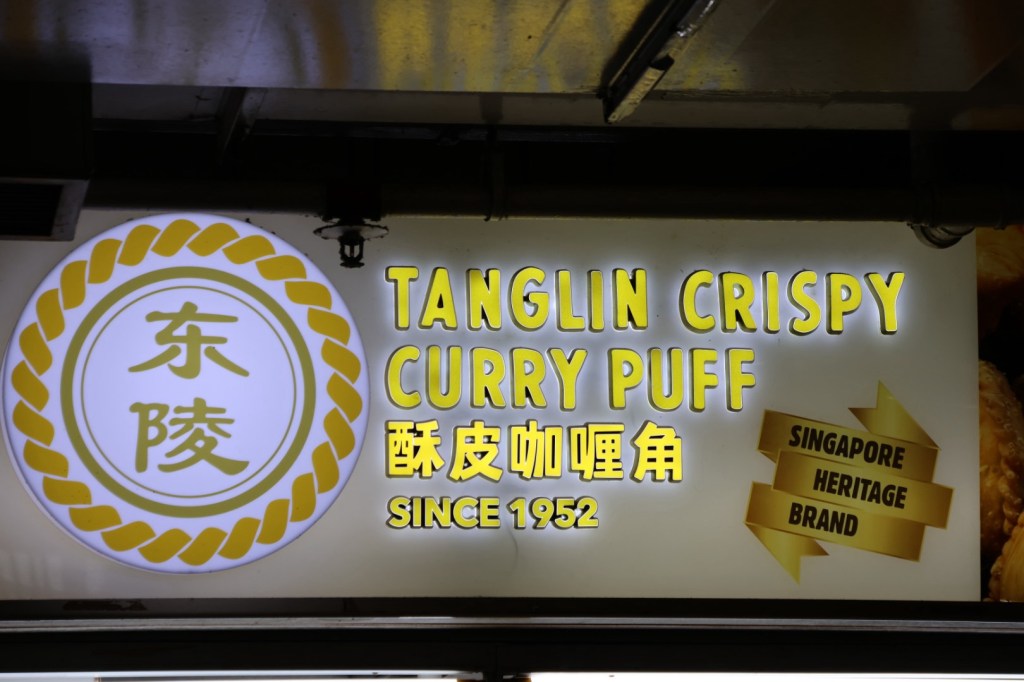 东
陵
TANGLIN CRISPY
CURRY PUFF
酥皮咖喱角
SINCE 1952
SINGAPORE
HERITAGE
BRAND